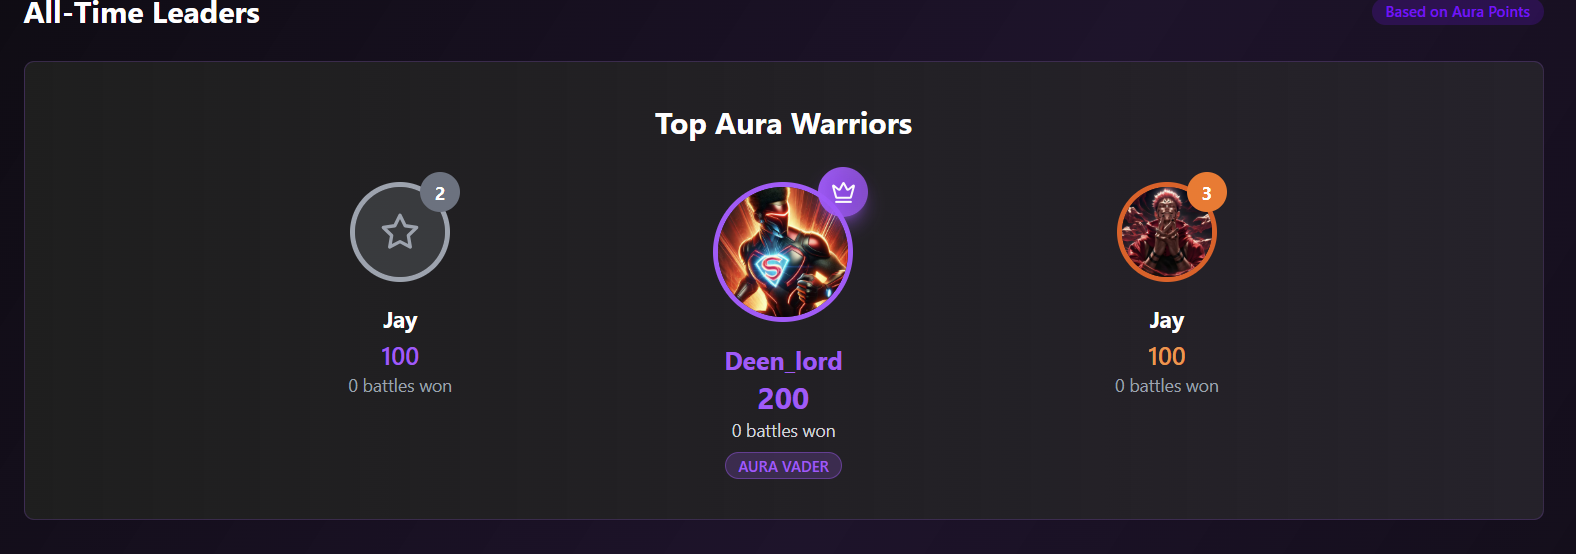 All-Time Leaders
Based on Aura Points
Top Aura Warriors
2
Jay
100
0 battles won
S
Deen_lord
200
0 battles won
AURA VADER
3
Jay
100
0 battles won